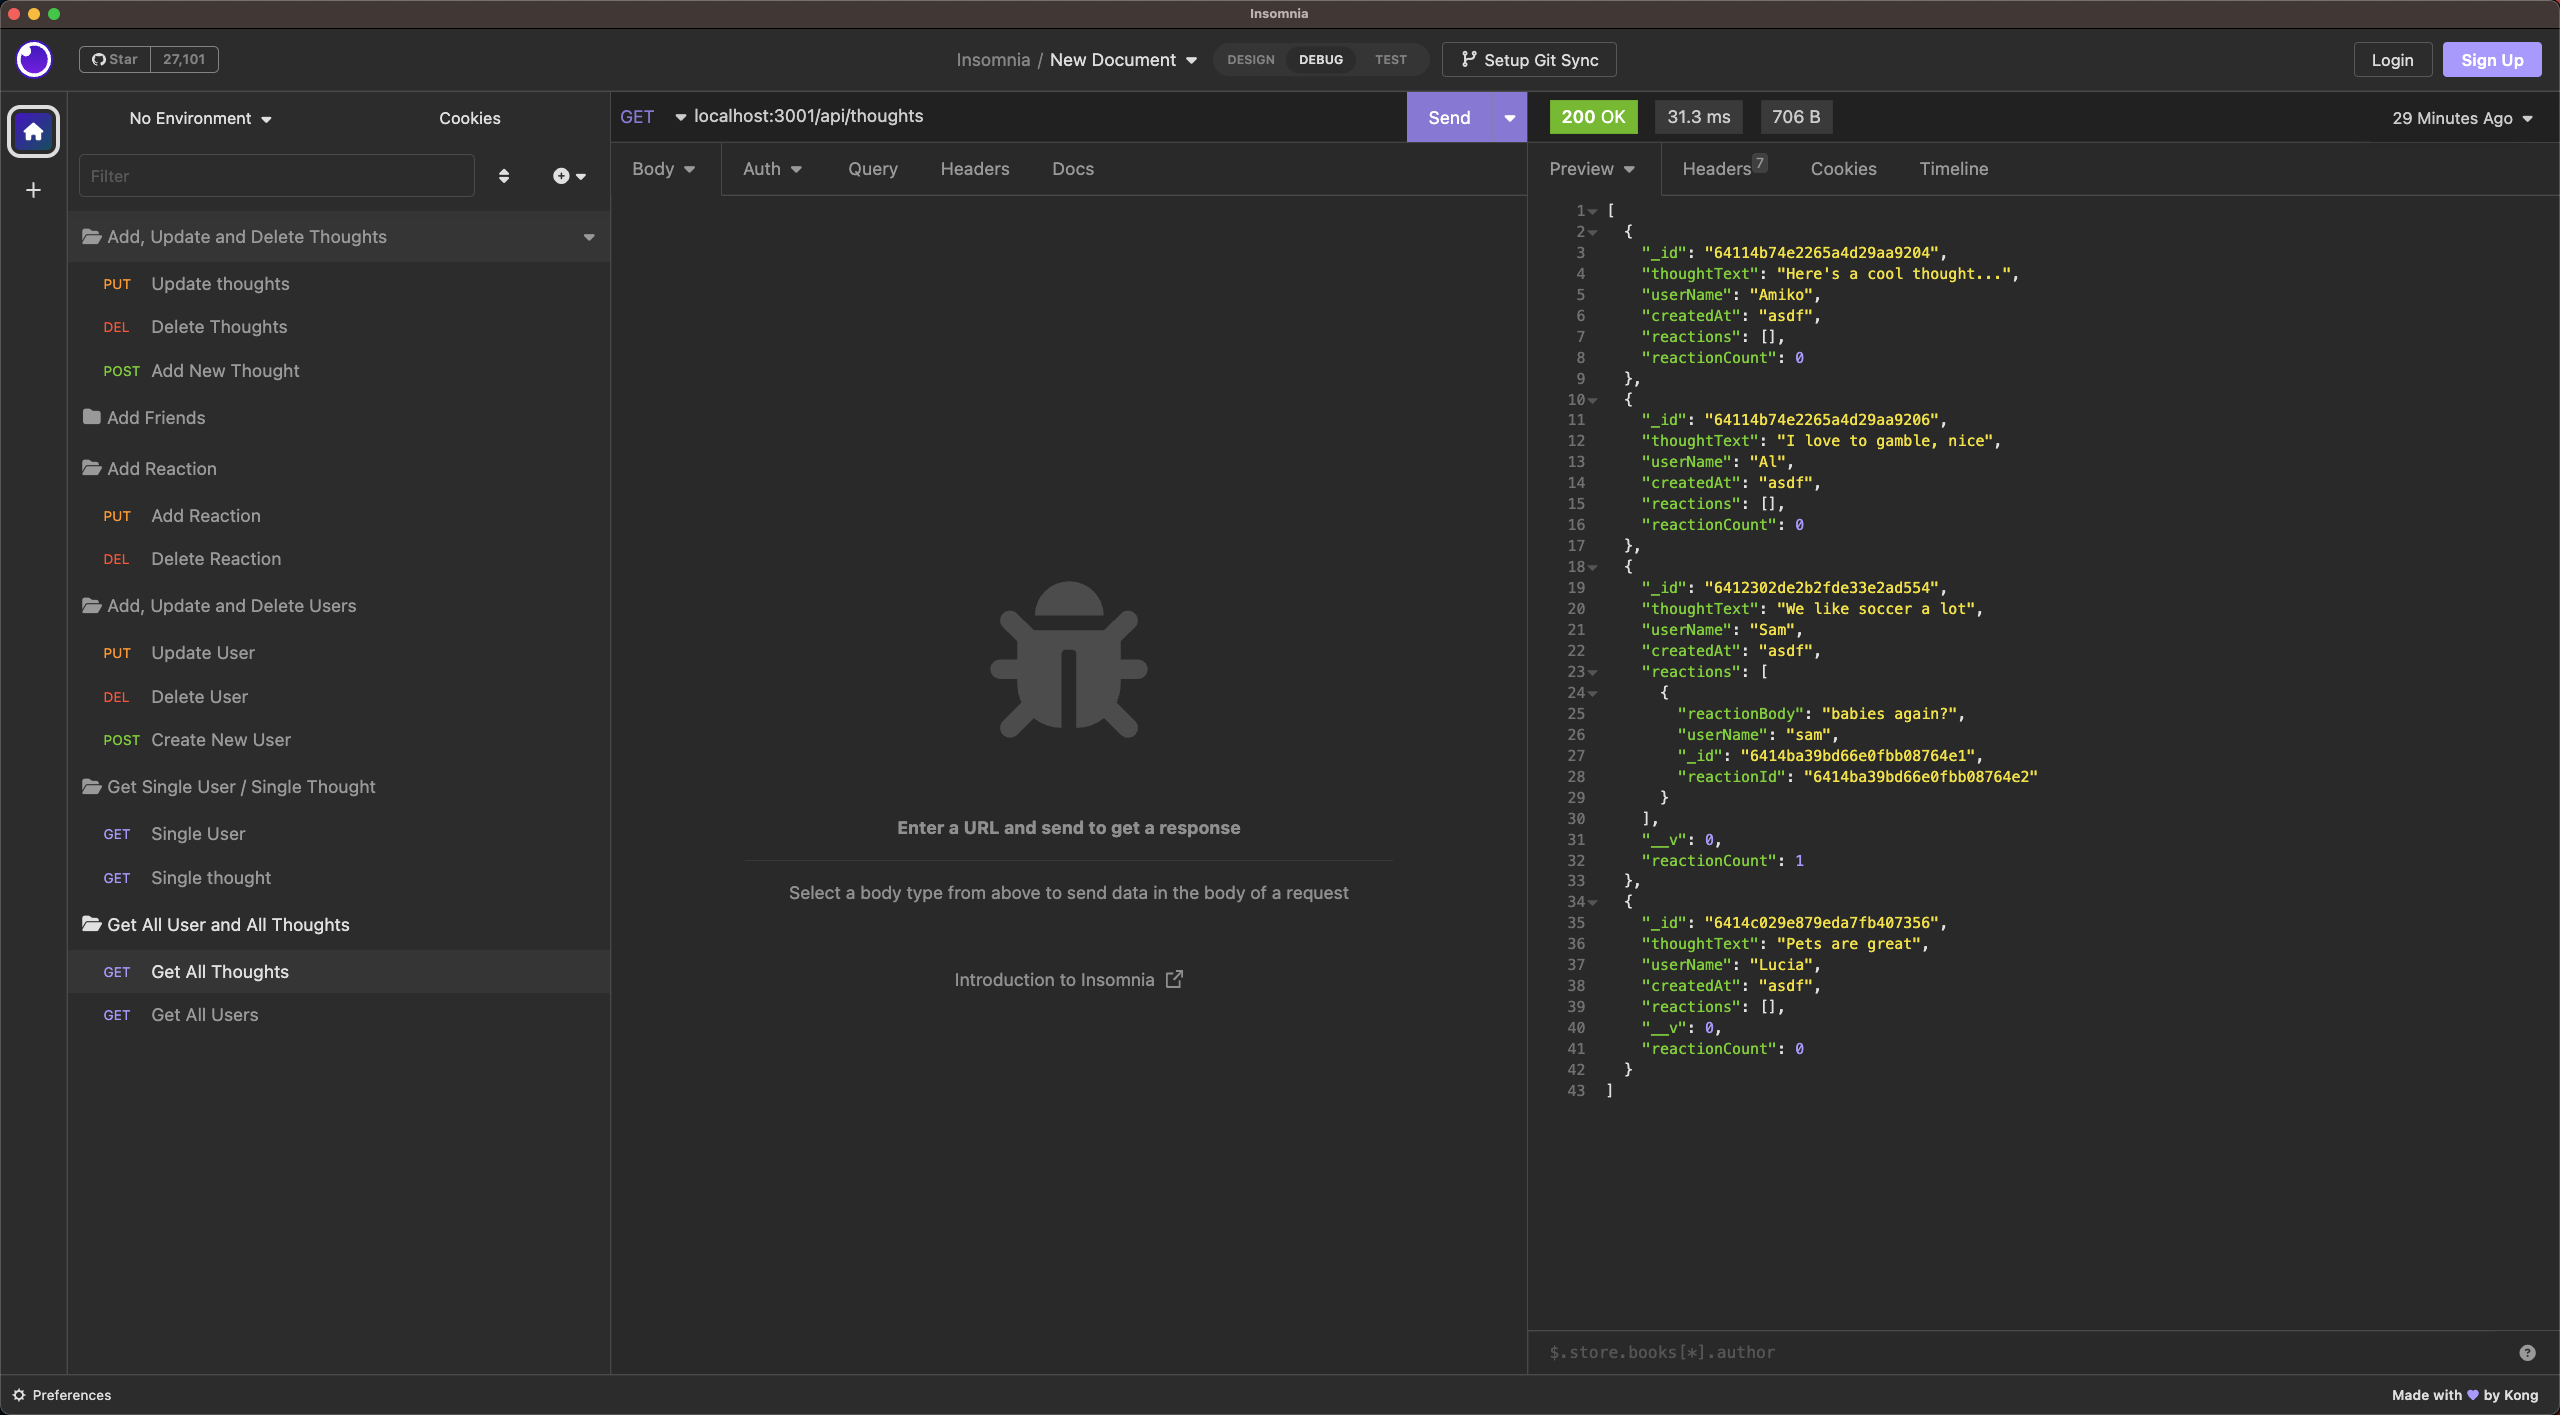 Insomnia
Star 27,101
Insomnia / New Document
DESIGN DEBUG TEST
Setup Git Sync
Login
Sign Up
No Environment
Cookies
Filter
Add, Update and Delete Thoughts
PUT Update thoughts
DEL Delete Thoughts
POST Add New Thought
Add Friends
Add Reaction
PUT Add Reaction
DEL Delete Reaction
Add, Update and Delete Users
PUT Update User
DEL Delete User
POST Create New User
Get Single User / Single Thought
GET Single User
GET Single thought
Get All User and All Thoughts
GET Get All Thoughts
GET Get All Users
GET localhost:3001/api/thoughts
Send
Body Auth Query Headers Docs
Enter a URL and send to get a response
Select a body type from above to send data in the body of a request
Introduction to Insomnia
200 OK 31.3 ms 706 B
29 Minutes Ago
Preview Headers 7 Cookies Timeline
1 [
2 {
3 "_id": "64114b74e2265a4d29aa9204",
4 "thoughtText": "Here's a cool thought...",
5 "userName": "Amiko",
6 "createdAt": "asdf",
7 "reactions": [],
8 "reactionCount": 0
9 },
10 {
11 "_id": "64114b74e2265a4d29aa9206",
12 "thoughtText": "I love to gamble, nice",
13 "userName": "Al",
14 "createdAt": "asdf",
15 "reactions": [],
16 "reactionCount": 0
17 },
18 {
19 "_id": "6412302de2b2fde33e2ad554",
20 "thoughtText": "We like soccer a lot",
21 "userName": "Sam",
22 "createdAt": "asdf",
23 "reactions": [
24 {
25 "reactionBody": "babies again?",
26 "userName": "sam",
27 "_id": "6414ba39bd66e0fbb08764e1",
28 "reactionId": "6414ba39bd66e0fbb08764e2"
29 }
30 ],
31 "__v": 0,
32 "reactionCount": 1
33 },
34 {
35 "_id": "6414c029e879eda7fb407356",
36 "thoughtText": "Pets are great",
37 "userName": "Lucia",
38 "createdAt": "asdf",
39 "reactions": [],
40 "__v": 0,
41 "reactionCount": 0
42 }
43 ]
$.store.books[*].author
Preferences
Made with 💜 by Kong